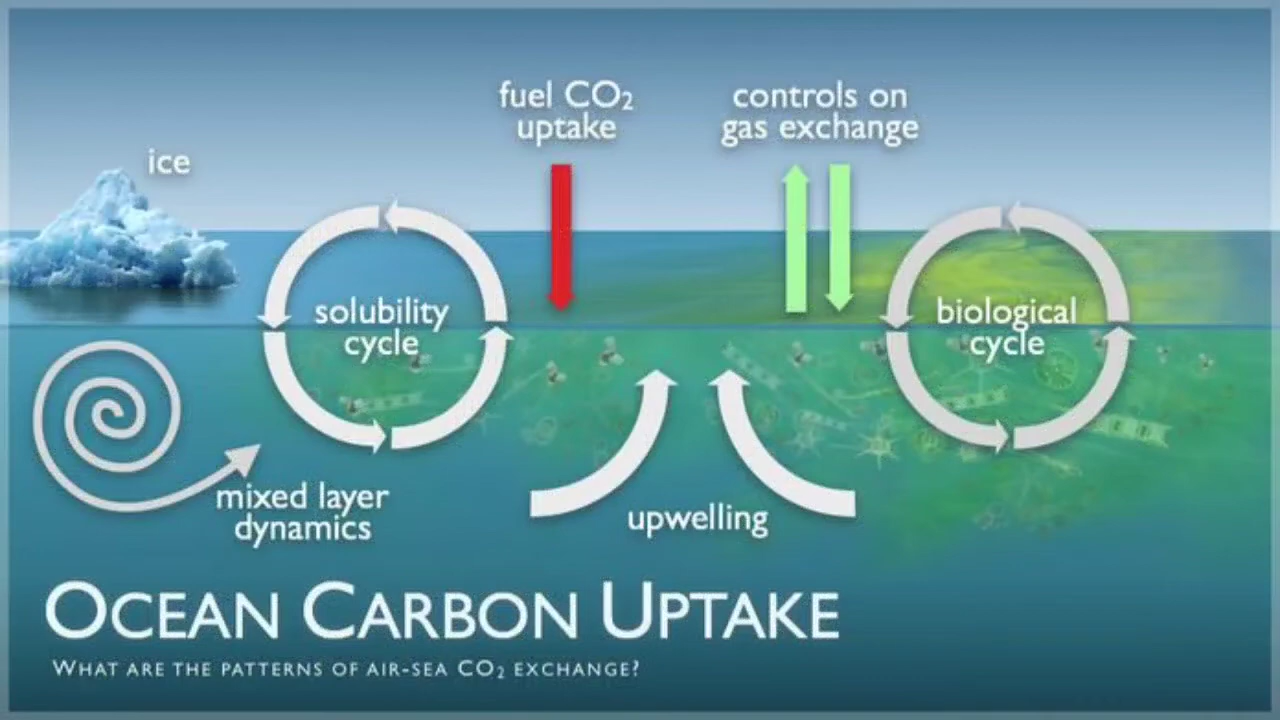 fuel CO₂
uptake
controls on
gas exchange
ice
solubility
cycle
biological
cycle
mixed layer
dynamics
upwelling
OCEAN CARBON UPTAKE
WHAT ARE THE PATTERNS OF AIR-SEA CO₂ EXCHANGE?